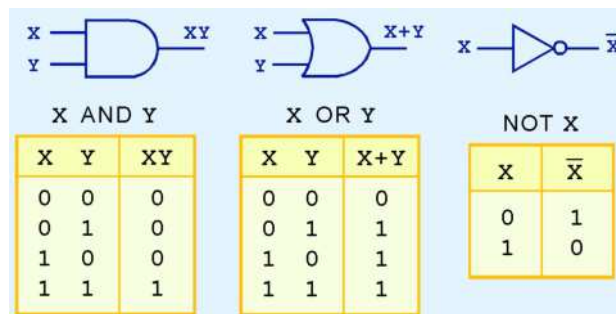 X
Y
XY
X AND Y
X Y XY
0 0 0
0 1 0
1 0 0
1 1 1
X
Y
X+Y
X OR Y
X Y X+Y
0 0 0
0 1 1
1 0 1
1 1 1
X
X̅
NOT X
X X̅
0 1
1 0